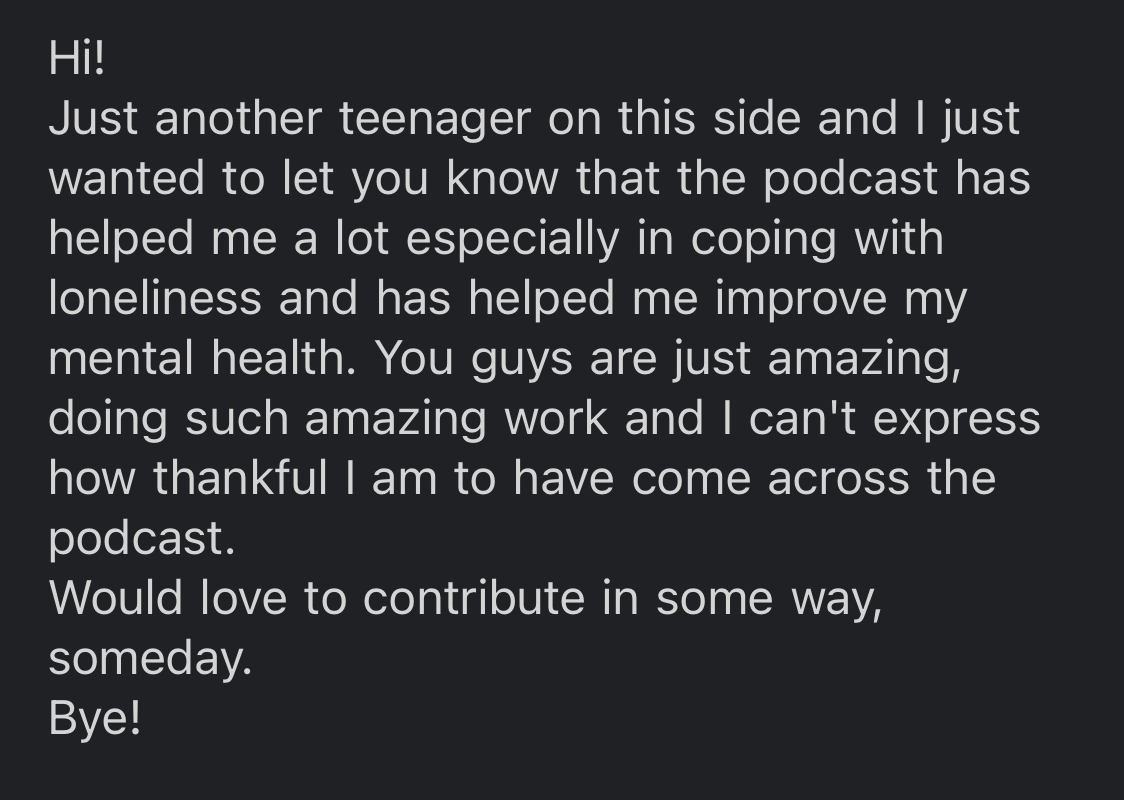 Hi!
Just another teenager on this side and I just
wanted to let you know that the podcast has
helped me a lot especially in coping with
loneliness and has helped me improve my
mental health. You guys are just amazing,
doing such amazing work and I can't express
how thankful I am to have come across the
podcast.
Would love to contribute in some way,
someday.
Bye!